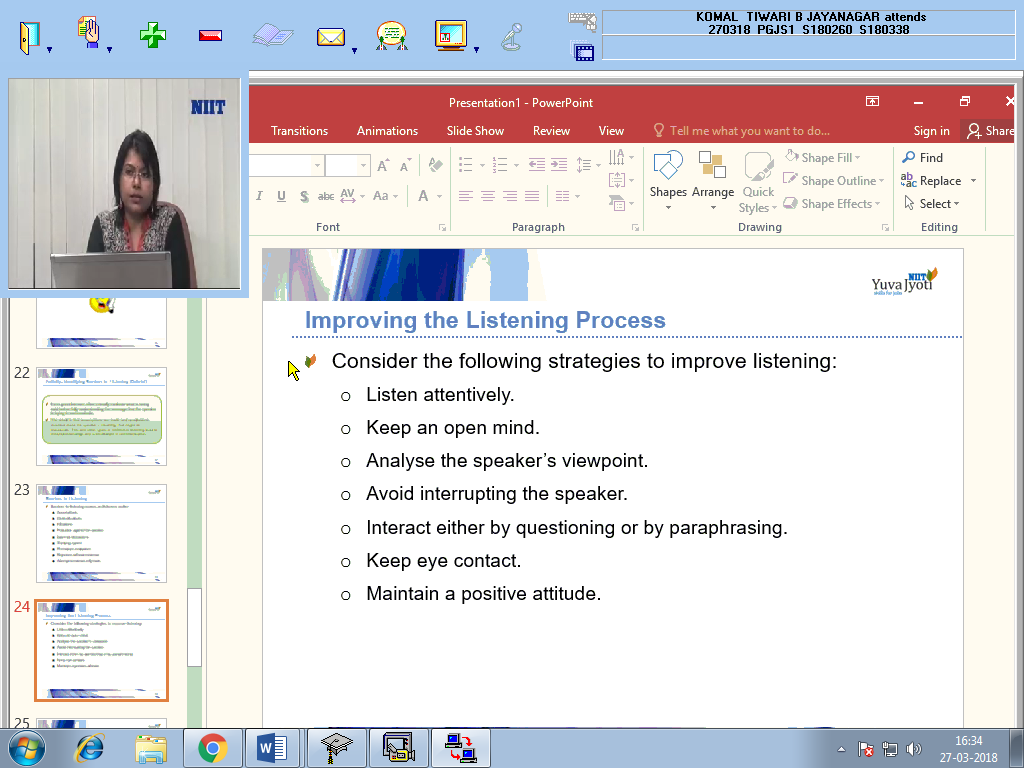 KOMAL TIWARI B JAYANAGAR attends
270318 PGJS1 S180260 S180338
NIIT
Presentation1 - PowerPoint
Transitions Animations Slide Show Review View Tell me what you want to do... Sign in Share
Shapes Arrange Quick Styles
Shape Fill
Shape Outline
Shape Effects
Find
Replace
Select
Font Paragraph Drawing Editing
NIIT
Yuva Jyoti
skills for jobs
Improving the Listening Process
Consider the following strategies to improve listening:
o Listen attentively.
o Keep an open mind.
o Analyse the speaker's viewpoint.
o Avoid interrupting the speaker.
o Interact either by questioning or by paraphrasing.
o Keep eye contact.
o Maintain a positive attitude.
22
23
24
25
16:34
27-03-2018